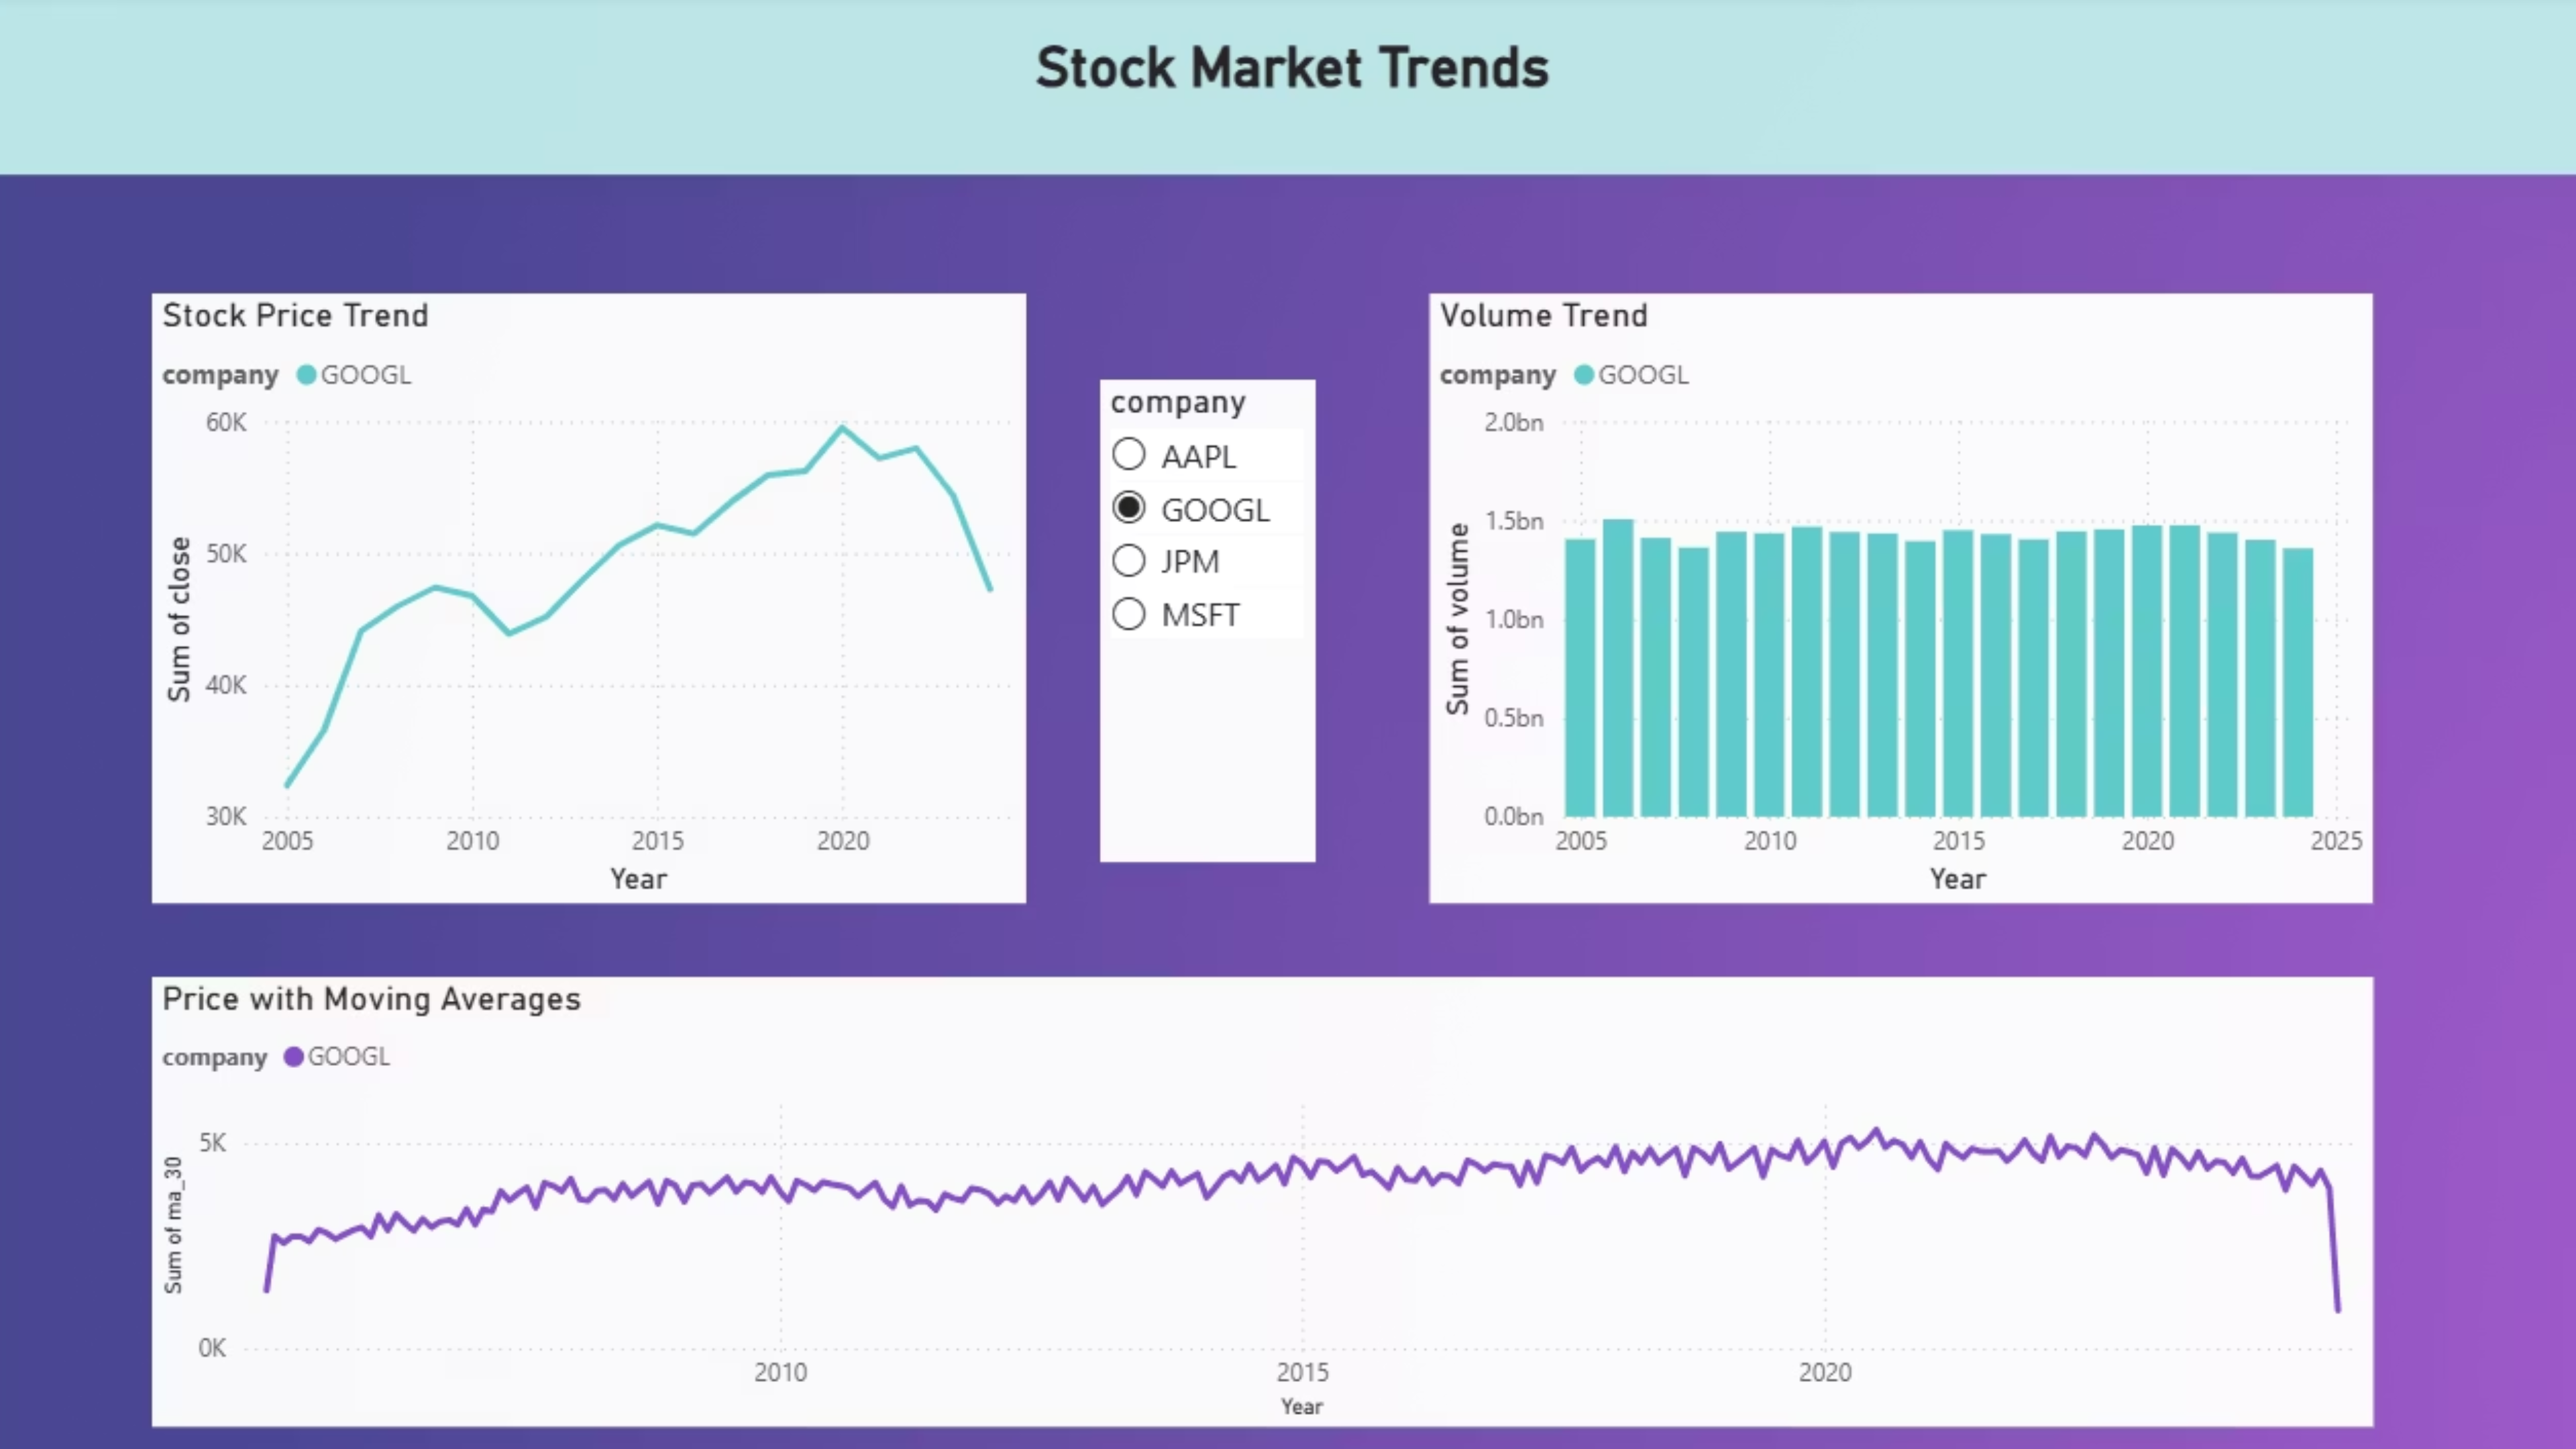 Stock Market Trends
Stock Price Trend
company GOOGL
60K
50K
40K
30K
Sum of close
2005 2010 2015 2020
Year
company
AAPL
GOOGL
JPM
MSFT
Volume Trend
company GOOGL
2.0bn
1.5bn
1.0bn
0.5bn
0.0bn
Sum of volume
2005 2010 2015 2020 2025
Year
Price with Moving Averages
company GOOGL
5K
0K
Sum of ma_30
2010 2015 2020
Year